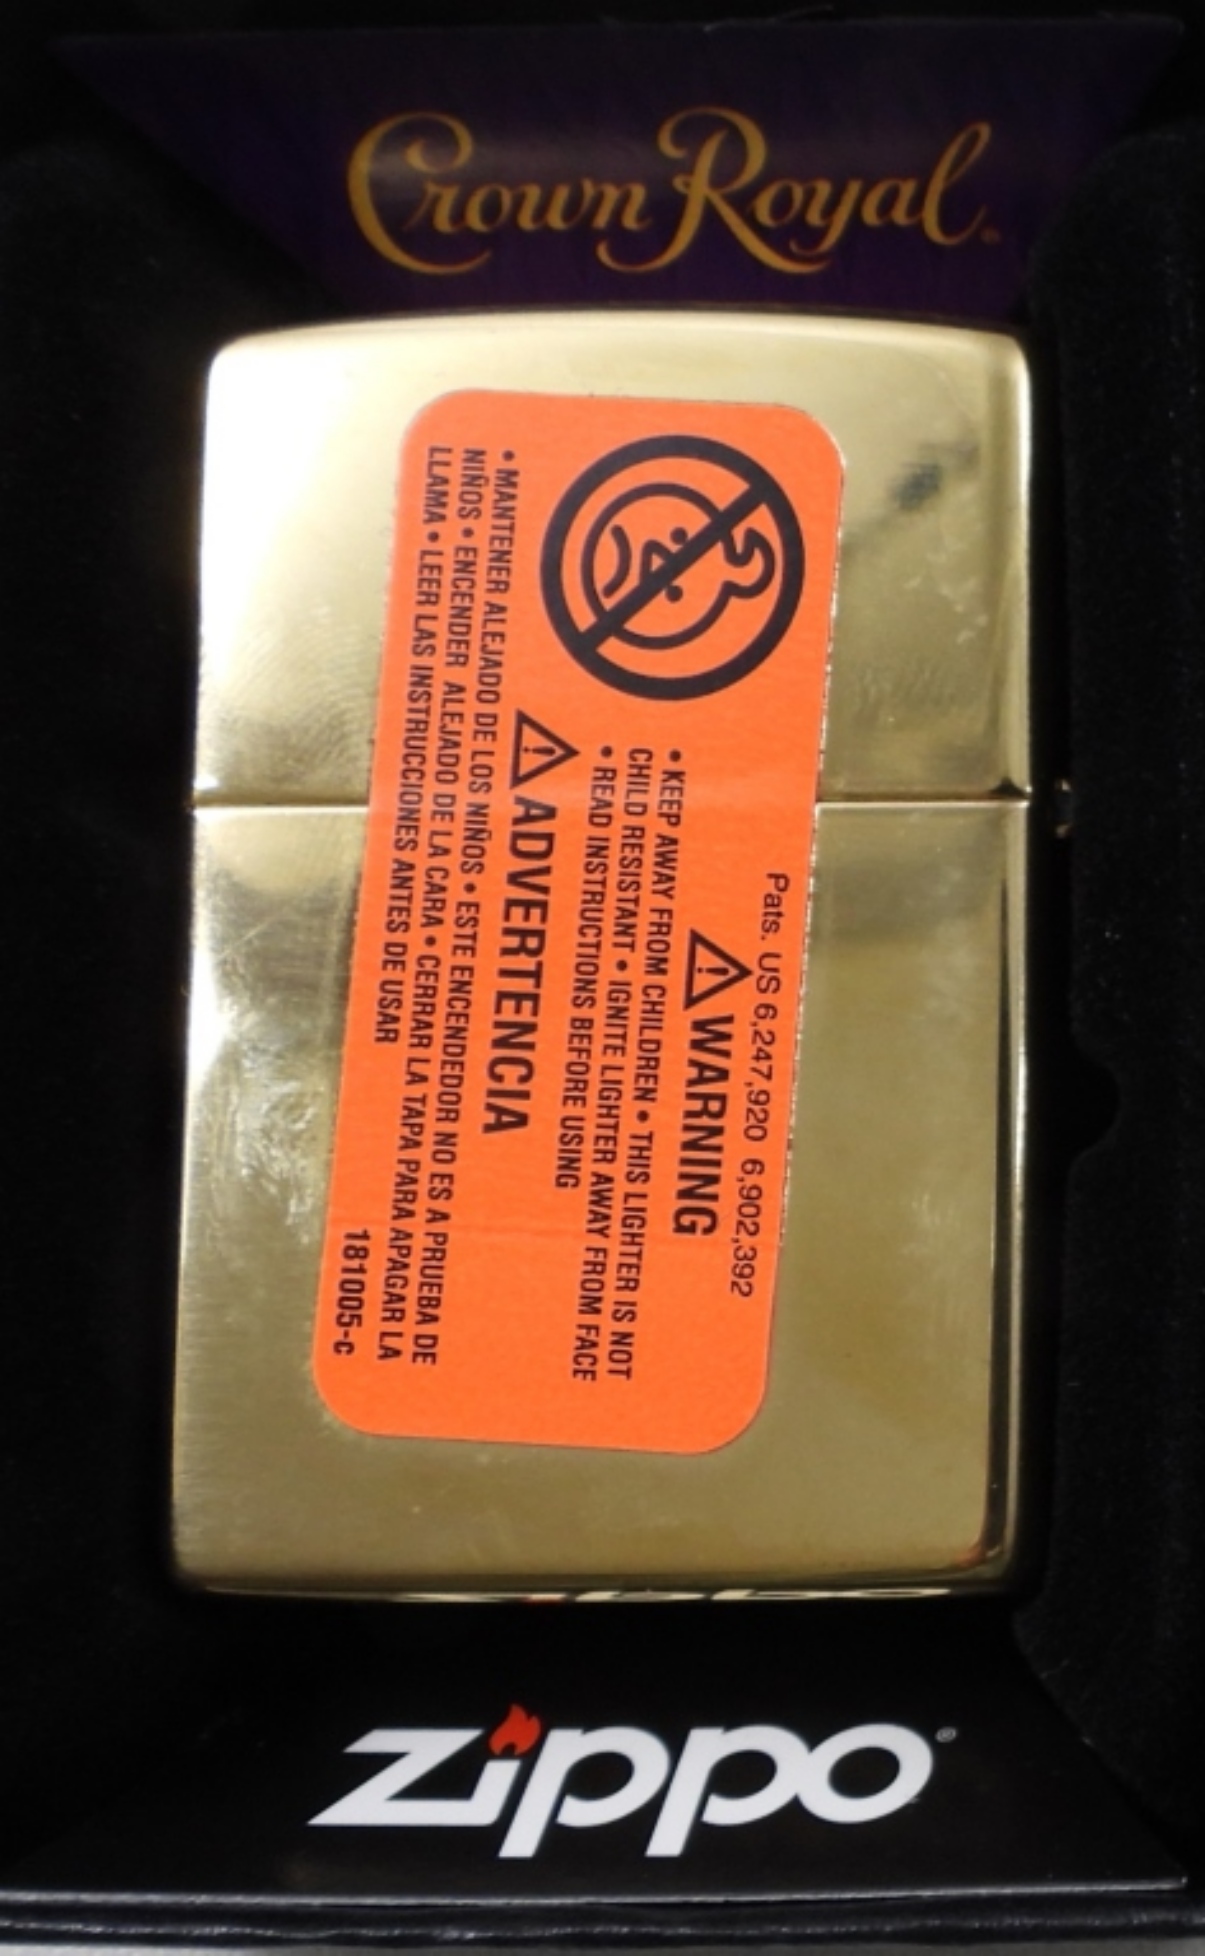 Crown Royal
Pats. US 6,247,920 6,902,392
⚠WARNING
• KEEP AWAY FROM CHILDREN • THIS LIGHTER IS NOT
CHILD RESISTANT • IGNITE LIGHTER AWAY FROM FACE
• READ INSTRUCTIONS BEFORE USING
⚠ADVERTENCIA
• MANTENER ALEJADO DE LOS NIÑOS • ESTE ENCENDEDOR NO ES A PRUEBA DE
NIÑOS • ENCENDER ALEJADO DE LA CARA • CERRAR LA TAPA PARA APAGAR LA
LLAMA • LEER LAS INSTRUCCIONES ANTES DE USAR
181005-c
zippo®